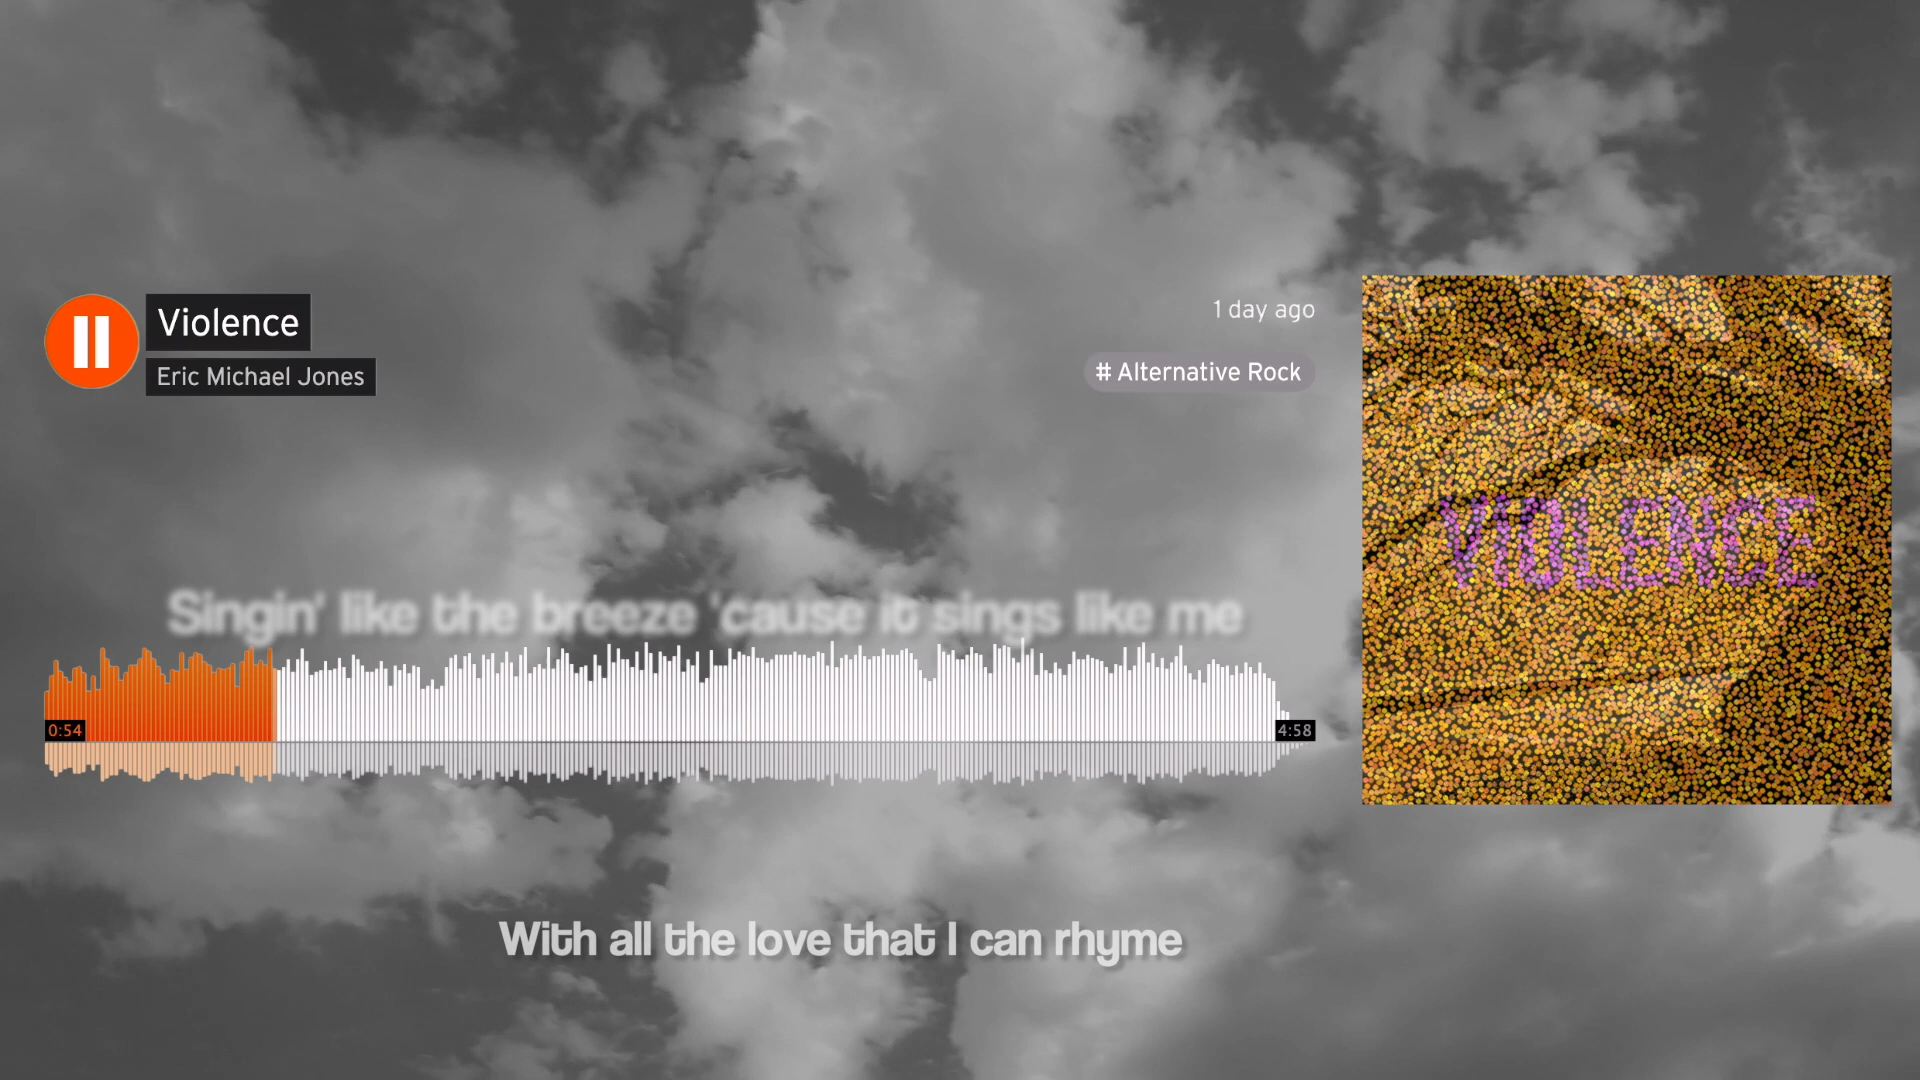 Violence
Eric Michael Jones
1 day ago
# Alternative Rock
VIOLENCE
Singin' like the breeze 'cause it sings like me
0:54
4:58
With all the love that I can rhyme